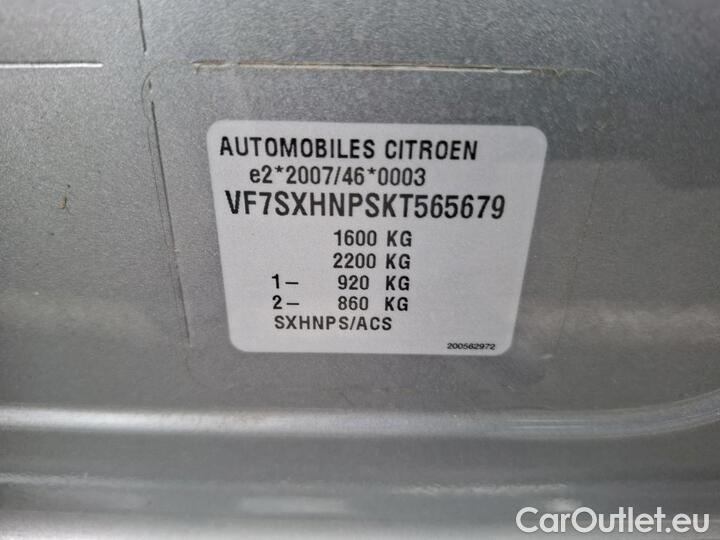 AUTOMOBILES CITROEN
e2*2007/46*0003
VF7SXHNPSKT565679
1600 KG
2200 KG
1- 920 KG
2- 860 KG
SXHNPS/ACS
200562972
CarOutlet.eu